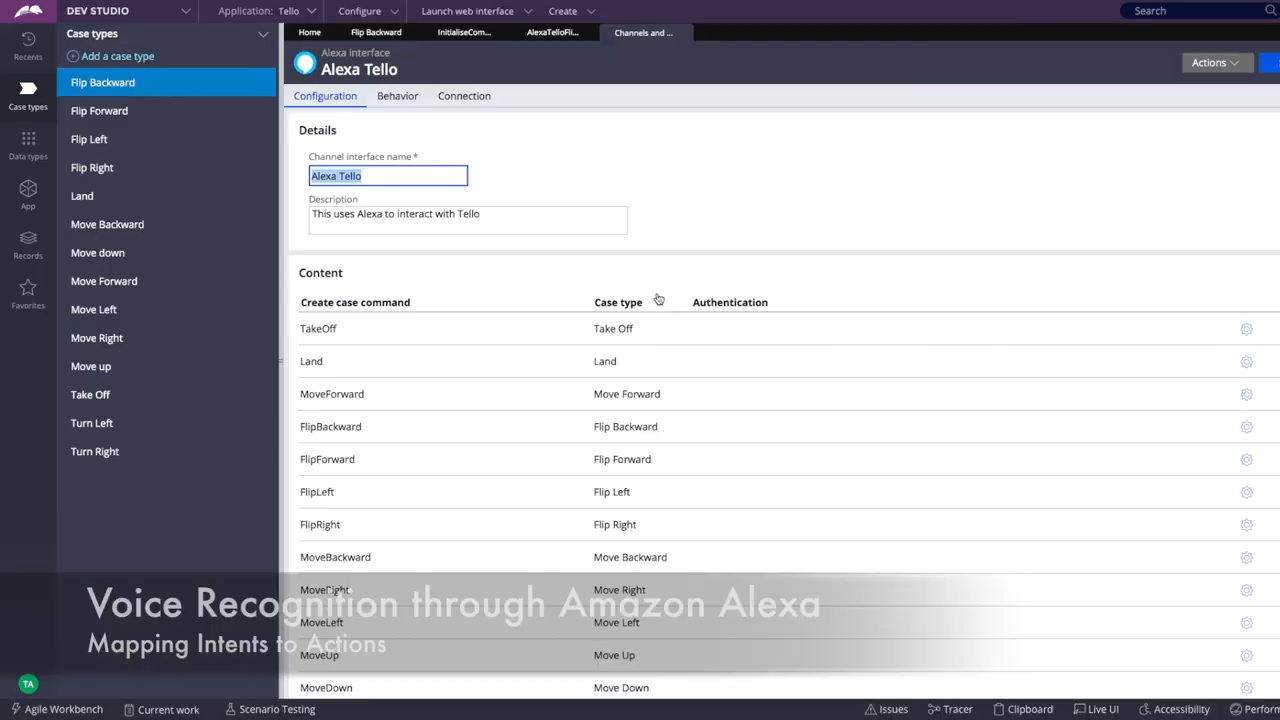 DEV STUDIO
Application: Tello
Configure
Launch web interface
Create
Search
Recents
Case types
Data types
App
Records
Favorites
TA
Case types
Add a case type
Flip Backward
Flip Forward
Flip Left
Flip Right
Land
Move Backward
Move down
Move Forward
Move Left
Move Right
Move up
Take Off
Turn Left
Turn Right
Home
Flip Backward
InitialiseCom...
AlexaTelloFli...
Channels and ...
Alexa interface
Alexa Tello
Actions
Configuration Behavior Connection
Details
Channel interface name *
Alexa Tello
Description
This uses Alexa to interact with Tello
Content
Create case command Case type Authentication
TakeOff Take Off
Land Land
MoveForward Move Forward
FlipBackward Flip Backward
FlipForward Flip Forward
FlipLeft Flip Left
FlipRight Flip Right
MoveBackward Move Backward
MoveRight Move Right
MoveLeft Move Left
MoveUp Move Up
MoveDown Move Down
Voice Recognition through Amazon Alexa
Mapping Intents to Actions
Agile Workbench
Current work
Scenario Testing
Issues
Tracer
Clipboard
Live UI
Accessibility
Perform